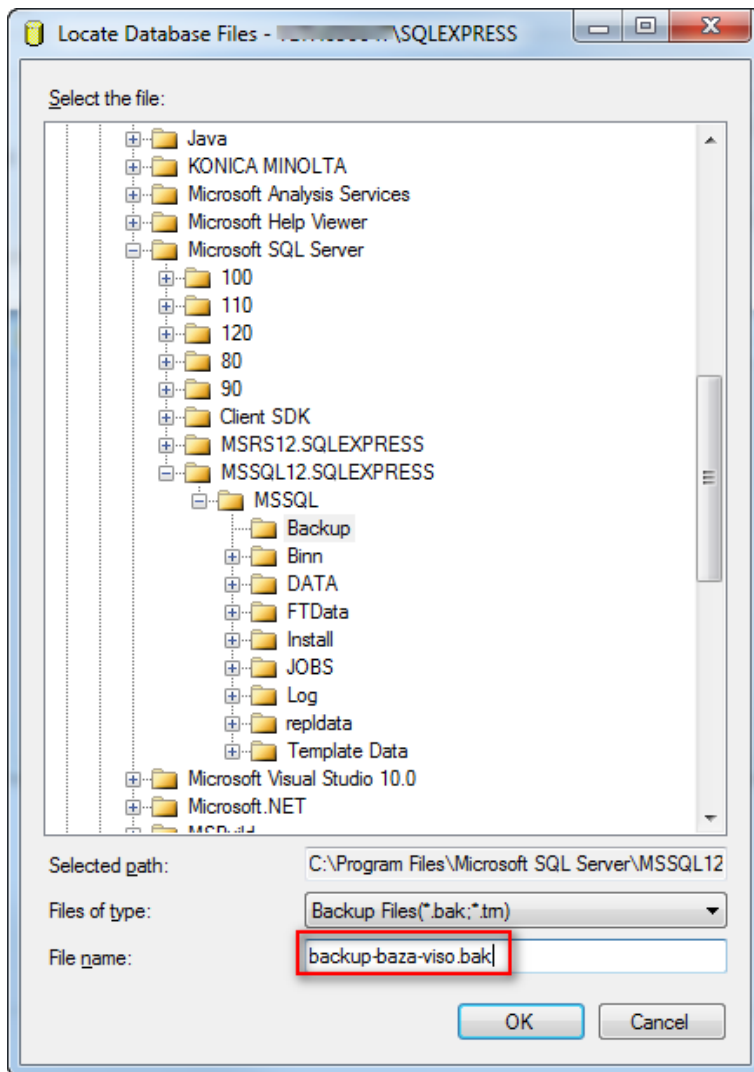 Locate Database Files - \SQLEXPRESS
Select the file:
Java
KONICA MINOLTA
Microsoft Analysis Services
Microsoft Help Viewer
Microsoft SQL Server
100
110
120
80
90
Client SDK
MSRS12.SQLEXPRESS
MSSQL12.SQLEXPRESS
MSSQL
Backup
Binn
DATA
FTData
Install
JOBS
Log
repldata
Template Data
Microsoft Visual Studio 10.0
Microsoft.NET
Selected path: C:\Program Files\Microsoft SQL Server\MSSQL12
Files of type: Backup Files(*.bak;*.trn)
File name: backup-baza-viso.bak
OK Cancel